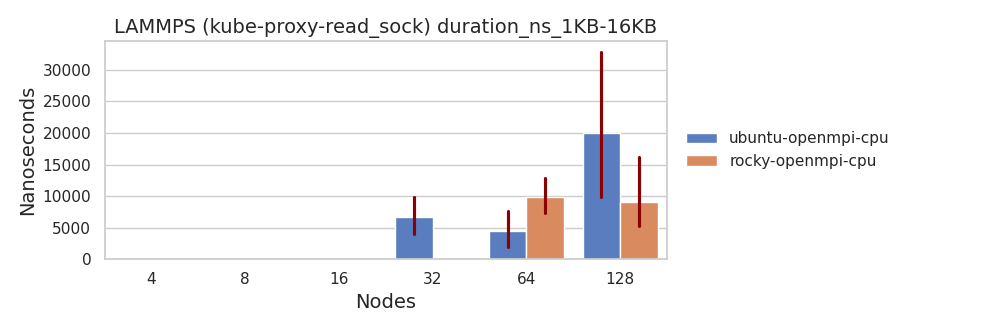 LAMMPS (kube-proxy-read_sock) duration_ns_1KB-16KB
Nanoseconds
30000
25000
20000
15000
10000
5000
0
4 8 16 32 64 128
Nodes
ubuntu-openmpi-cpu
rocky-openmpi-cpu